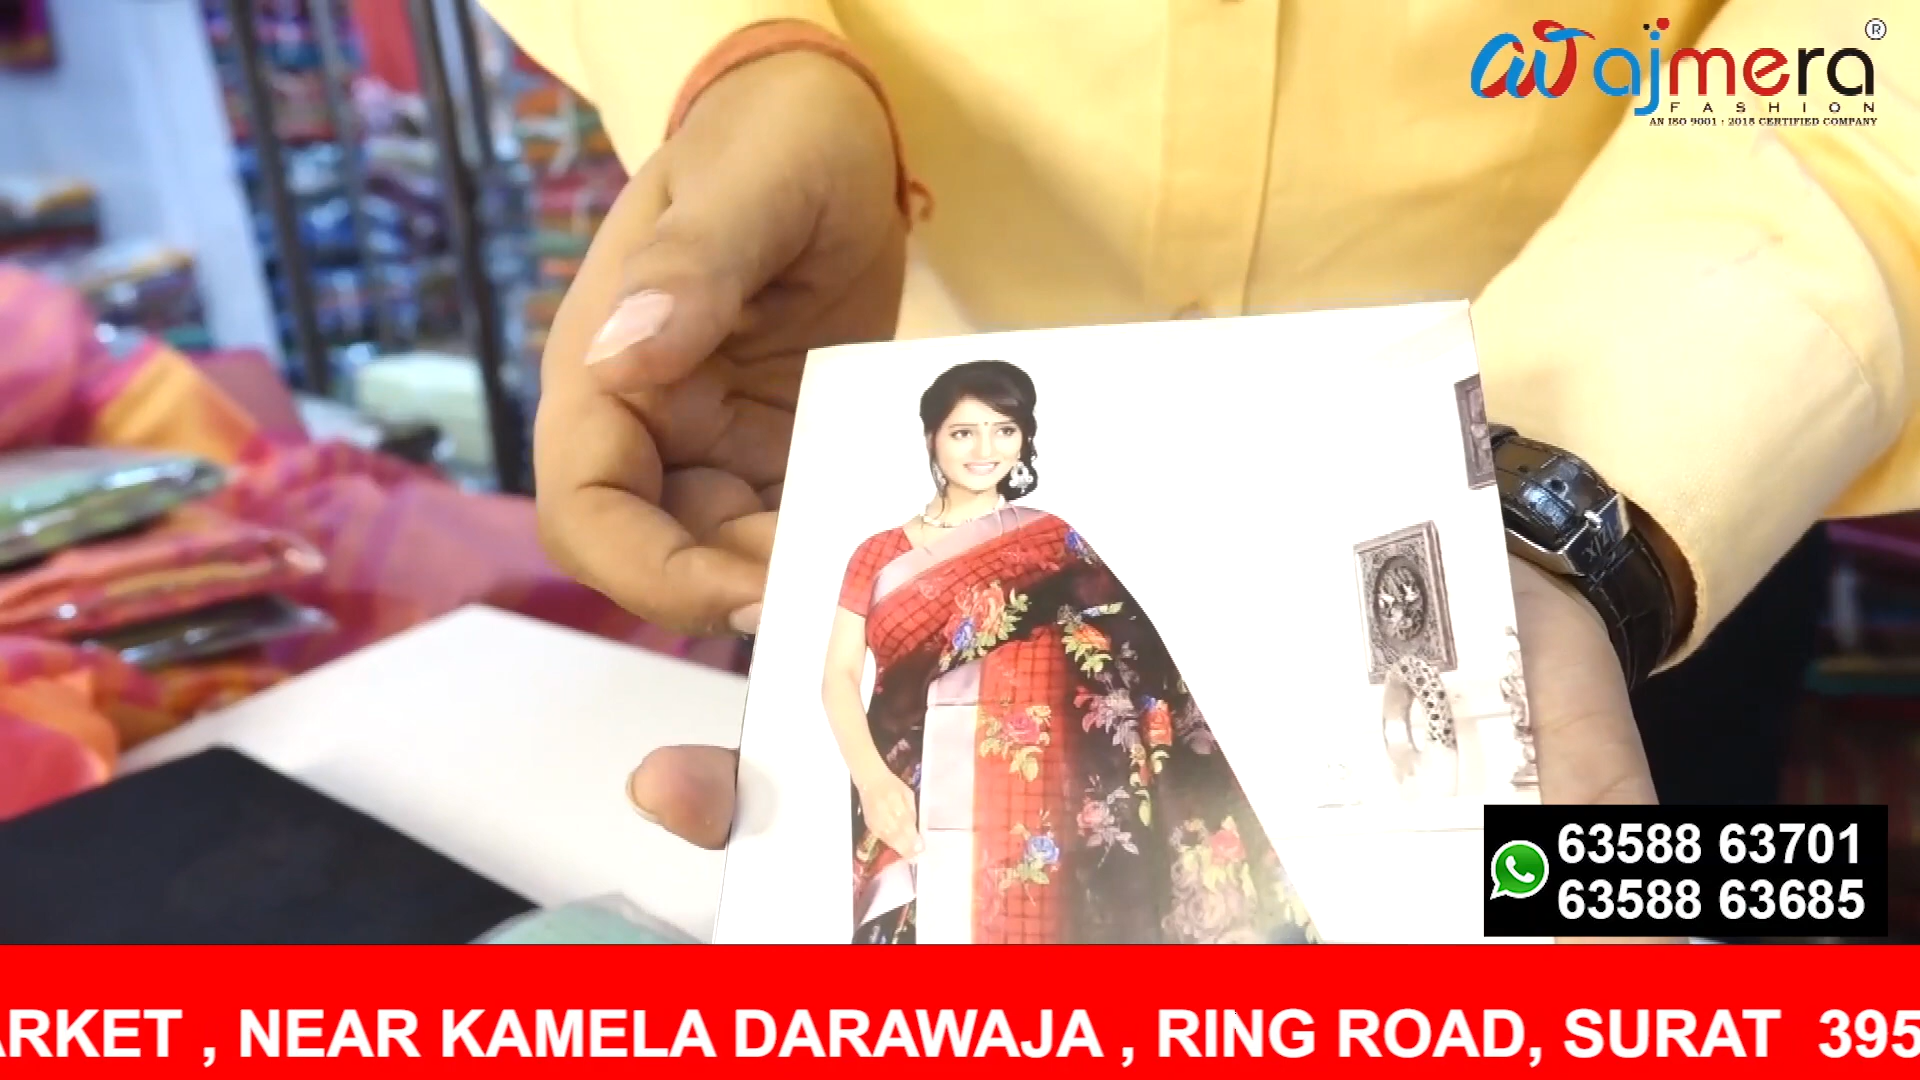 ajmera ®
FASHION
AN ISO 9001 : 2015 CERTIFIED COMPANY
63588 63701
63588 63685
ARKET , NEAR KAMELA DARAWAJA , RING ROAD, SURAT 395